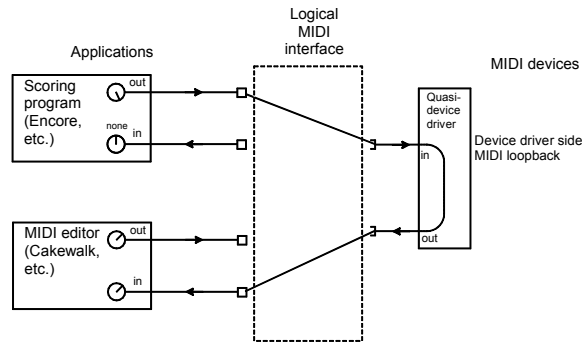 Logical
MIDI
interface
Applications
MIDI devices
Scoring
program
(Encore,
etc.)
out
none
in
Quasi-
device
driver
in
out
Device driver side
MIDI loopback
MIDI editor
(Cakewalk,
etc.)
out
in